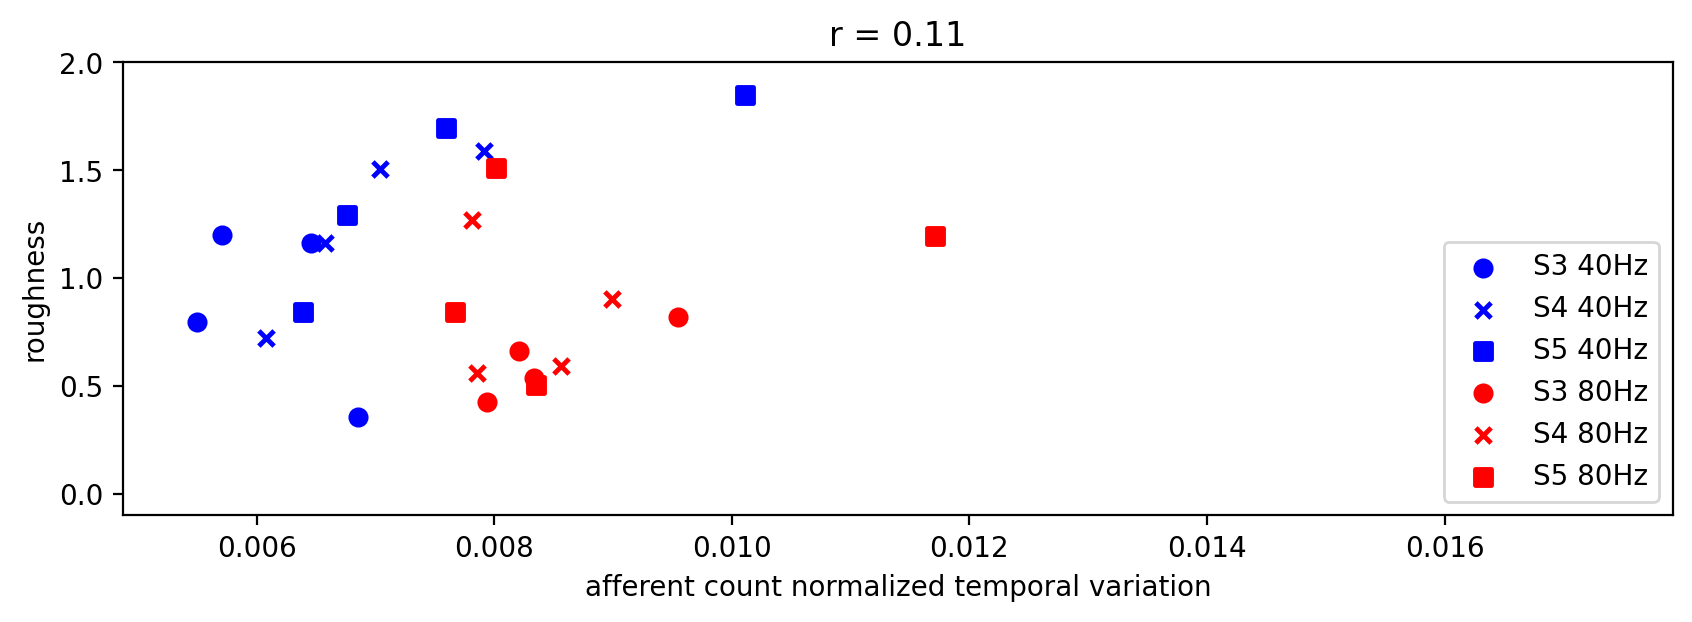 r = 0.11
2.0
1.5
1.0
0.5
0.0
roughness
0.006 0.008 0.010 0.012 0.014 0.016
afferent count normalized temporal variation
S3 40Hz
S4 40Hz
S5 40Hz
S3 80Hz
S4 80Hz
S5 80Hz